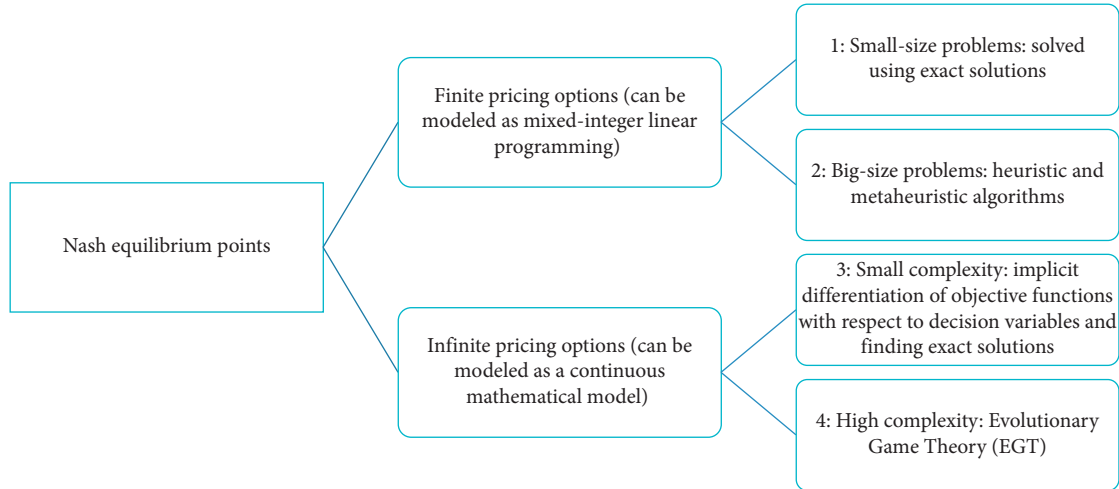 Nash equilibrium points
Finite pricing options (can be
modeled as mixed-integer linear
programming)
1: Small-size problems: solved
using exact solutions
2: Big-size problems: heuristic and
metaheuristic algorithms
Infinite pricing options (can be
modeled as a continuous
mathematical model)
3: Small complexity: implicit
differentiation of objective functions
with respect to decision variables and
finding exact solutions
4: High complexity: Evolutionary
Game Theory (EGT)